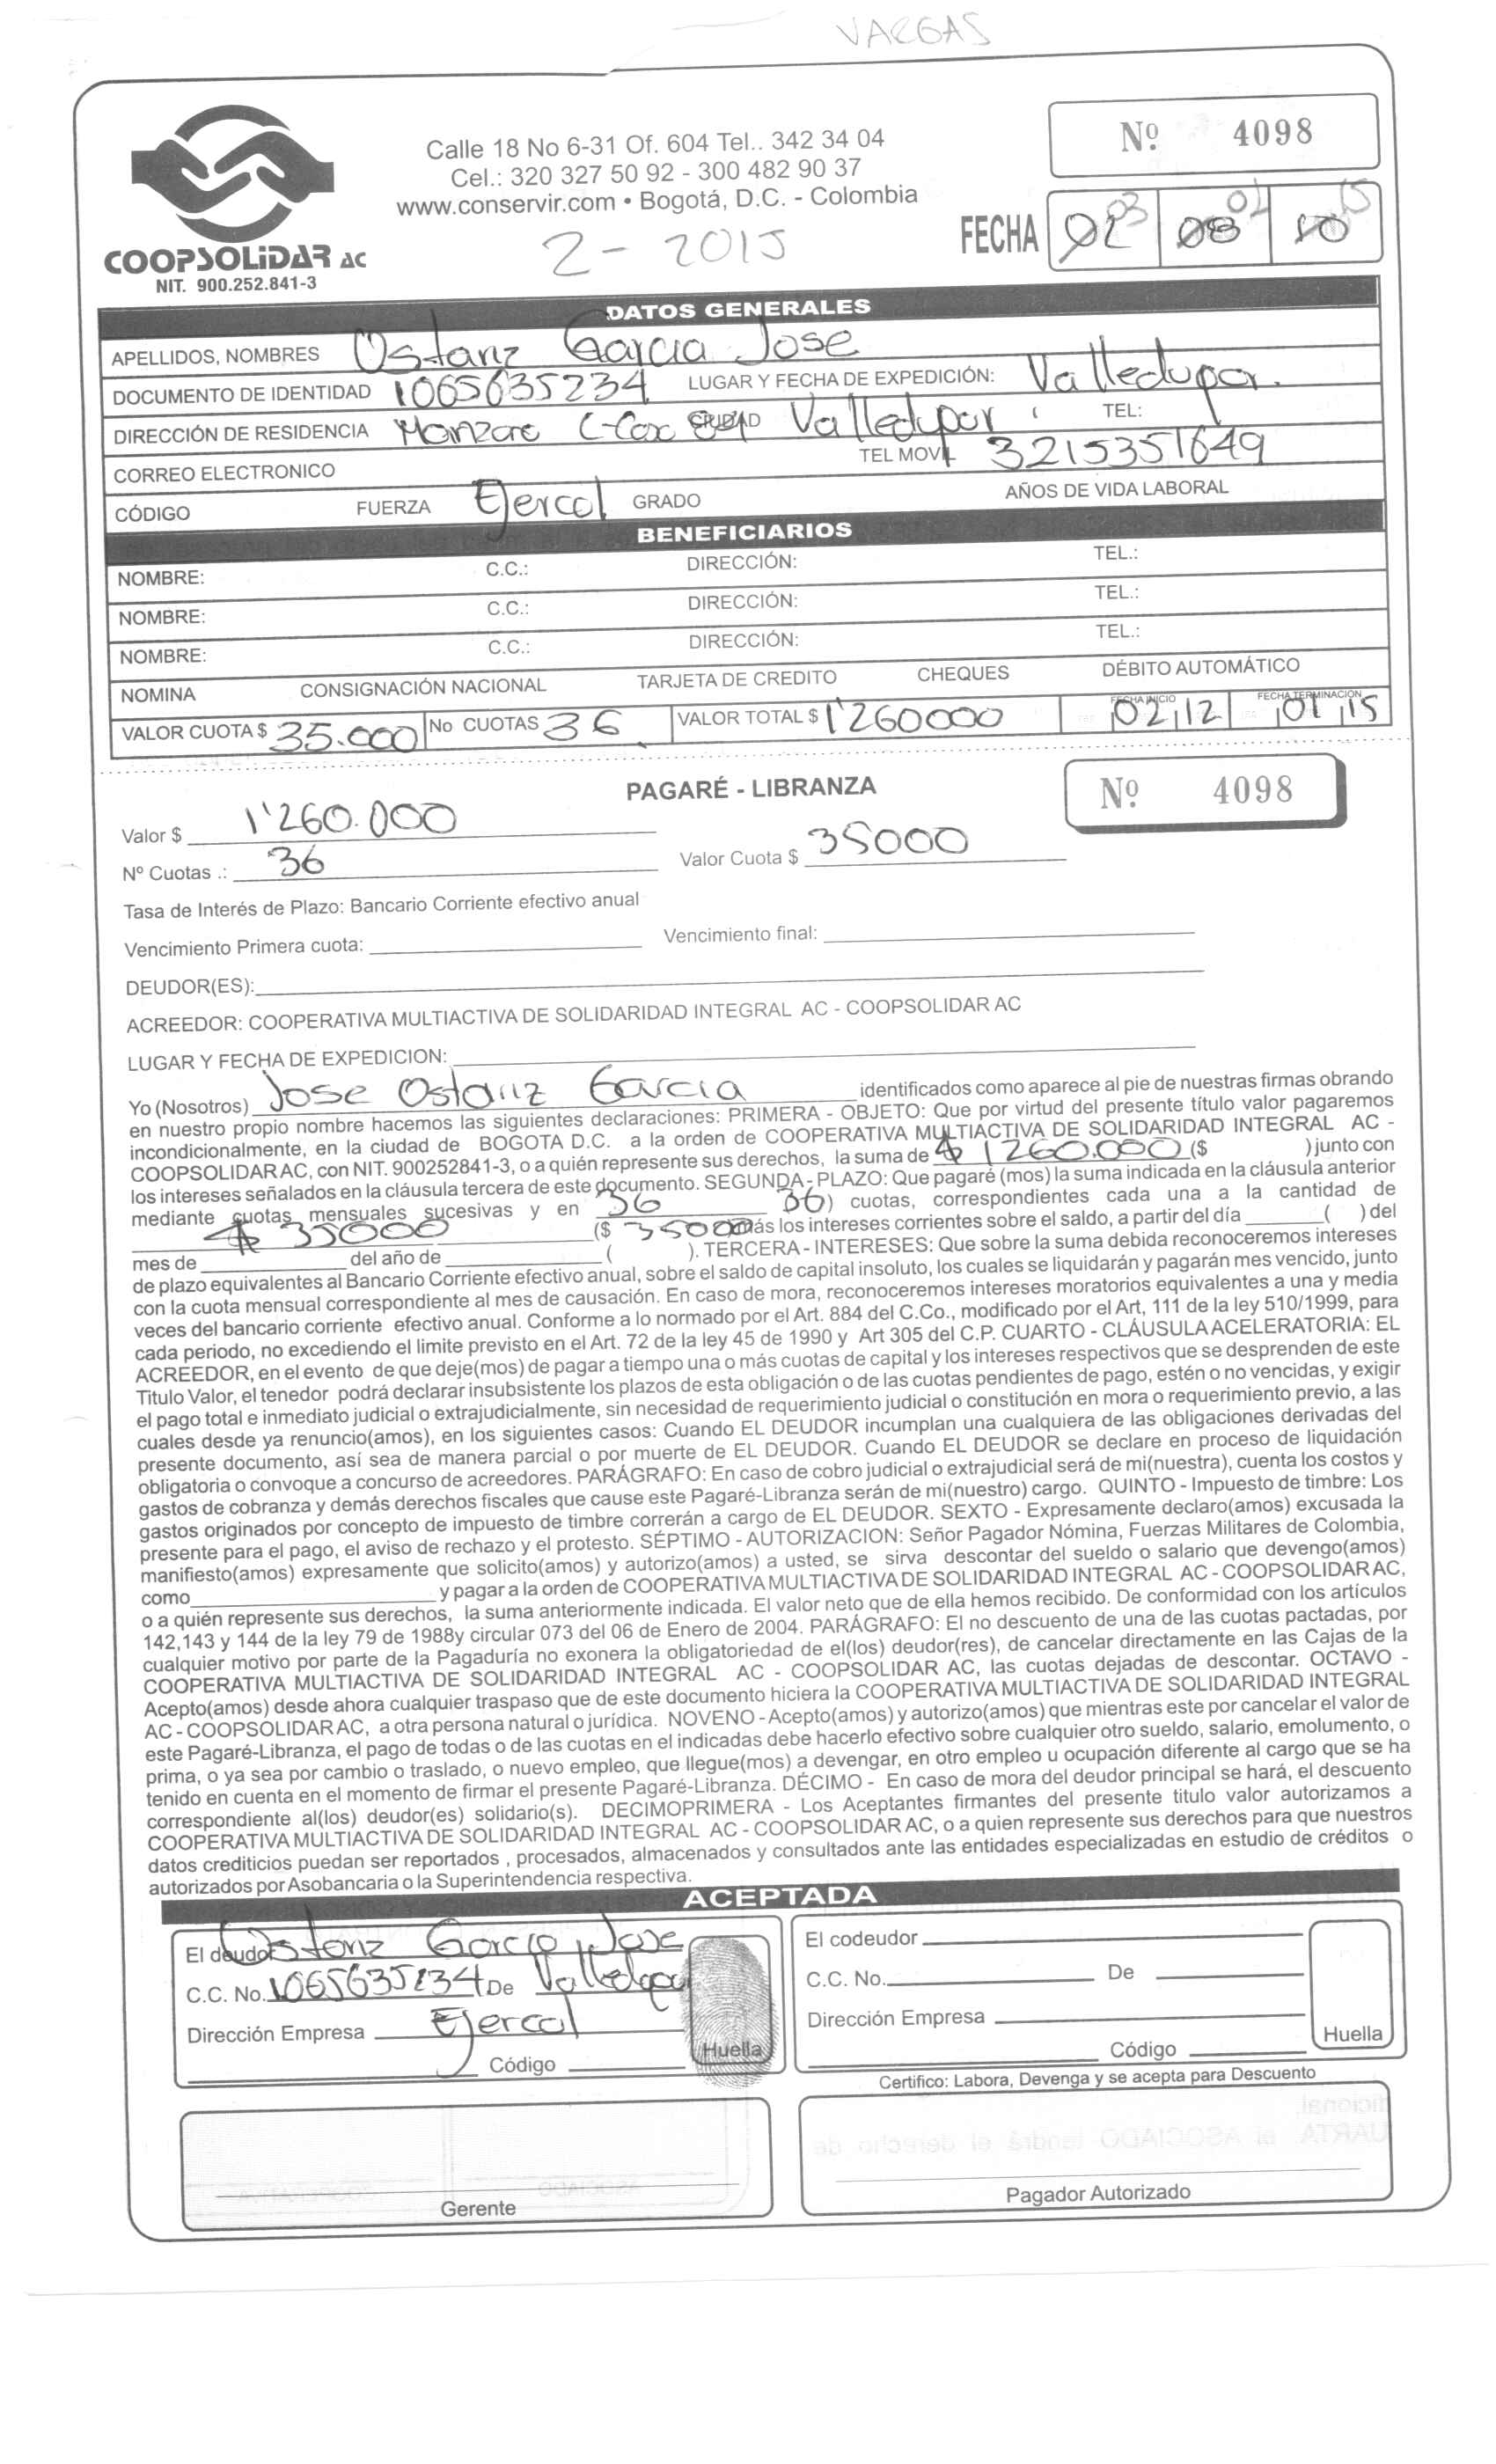 VARGAS
Calle 18 No 6-31 Of. 604 Tel.. 342 34 04
Cel.: 320 327 50 92 - 300 482 90 37
www.conservir.com • Bogotá, D.C. - Colombia
Nº 4098
COOPSOLiDAR AC
NIT. 900.252.841-3
2 - 2015
FECHA 03 02 15
DATOS GENERALES
APELLIDOS, NOMBRES Ostariz Garcia Jose
DOCUMENTO DE IDENTIDAD 1065635234 LUGAR Y FECHA DE EXPEDICIÓN: Valledupar.
DIRECCIÓN DE RESIDENCIA CIUDAD Valledupar TEL:
CORREO ELECTRONICO TEL MOVIL 3215351649
CÓDIGO FUERZA Ejercol GRADO AÑOS DE VIDA LABORAL
BENEFICIARIOS
NOMBRE: C.C.: DIRECCIÓN: TEL.:
NOMBRE: C.C.: DIRECCIÓN: TEL.:
NOMBRE: C.C.: DIRECCIÓN: TEL.:
NOMINA CONSIGNACIÓN NACIONAL TARJETA DE CREDITO CHEQUES DÉBITO AUTOMÁTICO
VALOR CUOTA $ 35.000 No CUOTAS 36 VALOR TOTAL $ 1'260000 FECHA INICIO 02 12 FECHA TERMINACION 01 15
PAGARÉ - LIBRANZA
Nº 4098
Valor $ 1'260.000
Nº Cuotas .: 36 Valor Cuota $ 35000
Tasa de Interés de Plazo: Bancario Corriente efectivo anual
Vencimiento Primera cuota: Vencimiento final:
DEUDOR(ES):
ACREEDOR: COOPERATIVA MULTIACTIVA DE SOLIDARIDAD INTEGRAL AC - COOPSOLIDAR AC
LUGAR Y FECHA DE EXPEDICION:
Yo (Nosotros) Jose Ostariz Garcia identificados como aparece al pie de nuestras firmas obrando
en nuestro propio nombre hacemos las siguientes declaraciones: PRIMERA - OBJETO: Que por virtud del presente título valor pagaremos
incondicionalmente, en la ciudad de BOGOTA D.C. a la orden de COOPERATIVA MULTIACTIVA DE SOLIDARIDAD INTEGRAL AC -
COOPSOLIDAR AC, con NIT. 900252841-3, o a quién represente sus derechos, la suma de $ 1260.000 ($ ) junto con
los intereses señalados en la cláusula tercera de este documento. SEGUNDA - PLAZO: Que pagaré (mos) la suma indicada en la cláusula anterior
mediante cuotas mensuales sucesivas y en 36 36) cuotas, correspondientes cada una a la cantidad de
$ 35000 ($ 35000 más los intereses corrientes sobre el saldo, a partir del día ( ) del
mes de del año de ( ). TERCERA - INTERESES: Que sobre la suma debida reconoceremos intereses
de plazo equivalentes al Bancario Corriente efectivo anual, sobre el saldo de capital insoluto, los cuales se liquidarán y pagarán mes vencido, junto
con la cuota mensual correspondiente al mes de causación. En caso de mora, reconoceremos intereses moratorios equivalentes a una y media
veces del bancario corriente efectivo anual. Conforme a lo normado por el Art. 884 del C.Co., modificado por el Art, 111 de la ley 510/1999, para
cada periodo, no excediendo el limite previsto en el Art. 72 de la ley 45 de 1990 y Art 305 del C.P. CUARTO - CLÁUSULA ACELERATORIA: EL
ACREEDOR, en el evento de que deje(mos) de pagar a tiempo una o más cuotas de capital y los intereses respectivos que se desprenden de este
Titulo Valor, el tenedor podrá declarar insubsistente los plazos de esta obligación o de las cuotas pendientes de pago, estén o no vencidas, y exigir
el pago total e inmediato judicial o extrajudicialmente, sin necesidad de requerimiento judicial o constitución en mora o requerimiento previo, a las
cuales desde ya renuncio(amos), en los siguientes casos: Cuando EL DEUDOR incumplan una cualquiera de las obligaciones derivadas del
presente documento, así sea de manera parcial o por muerte de EL DEUDOR. Cuando EL DEUDOR se declare en proceso de liquidación
obligatoria o convoque a concurso de acreedores. PARÁGRAFO: En caso de cobro judicial o extrajudicial será de mi(nuestra), cuenta los costos y
gastos de cobranza y demás derechos fiscales que cause este Pagaré-Libranza serán de mi(nuestro) cargo. QUINTO - Impuesto de timbre: Los
gastos originados por concepto de impuesto de timbre correrán a cargo de EL DEUDOR. SEXTO - Expresamente declaro(amos) excusada la
presente para el pago, el aviso de rechazo y el protesto. SÉPTIMO - AUTORIZACION: Señor Pagador Nómina, Fuerzas Militares de Colombia,
manifiesto(amos) expresamente que solicito(amos) y autorizo(amos) a usted, se sirva descontar del sueldo o salario que devengo(amos)
como y pagar a la orden de COOPERATIVA MULTIACTIVA DE SOLIDARIDAD INTEGRAL AC - COOPSOLIDAR AC,
o a quién represente sus derechos, la suma anteriormente indicada. El valor neto que de ella hemos recibido. De conformidad con los artículos
142,143 y 144 de la ley 79 de 1988y circular 073 del 06 de Enero de 2004. PARÁGRAFO: El no descuento de una de las cuotas pactadas, por
cualquier motivo por parte de la Pagaduría no exonera la obligatoriedad de el(los) deudor(res), de cancelar directamente en las Cajas de la
COOPERATIVA MULTIACTIVA DE SOLIDARIDAD INTEGRAL AC - COOPSOLIDAR AC, las cuotas dejadas de descontar. OCTAVO -
Acepto(amos) desde ahora cualquier traspaso que de este documento hiciera la COOPERATIVA MULTIACTIVA DE SOLIDARIDAD INTEGRAL
AC - COOPSOLIDAR AC, a otra persona natural o jurídica. NOVENO - Acepto(amos) y autorizo(amos) que mientras este por cancelar el valor de
este Pagaré-Libranza, el pago de todas o de las cuotas en el indicadas debe hacerlo efectivo sobre cualquier otro sueldo, salario, emolumento, o
prima, o ya sea por cambio o traslado, o nuevo empleo, que llegue(mos) a devengar, en otro empleo u ocupación diferente al cargo que se ha
tenido en cuenta en el momento de firmar el presente Pagaré-Libranza. DÉCIMO - En caso de mora del deudor principal se hará, el descuento
correspondiente al(los) deudor(es) solidario(s). DECIMOPRIMERA - Los Aceptantes firmantes del presente titulo valor autorizamos a
COOPERATIVA MULTIACTIVA DE SOLIDARIDAD INTEGRAL AC - COOPSOLIDAR AC, o a quien represente sus derechos para que nuestros
datos crediticios puedan ser reportados , procesados, almacenados y consultados ante las entidades especializadas en estudio de créditos o
autorizados por Asobancaria o la Superintendencia respectiva.
ACEPTADA
El deudor Ostariz Garcia Jose
C.C. No. 1065635234 De Valledupar
Dirección Empresa Ejercol
Código
Huella
El codeudor
C.C. No. De
Dirección Empresa
Código
Huella
Certifico: Labora, Devenga y se acepta para Descuento
Gerente
Pagador Autorizado